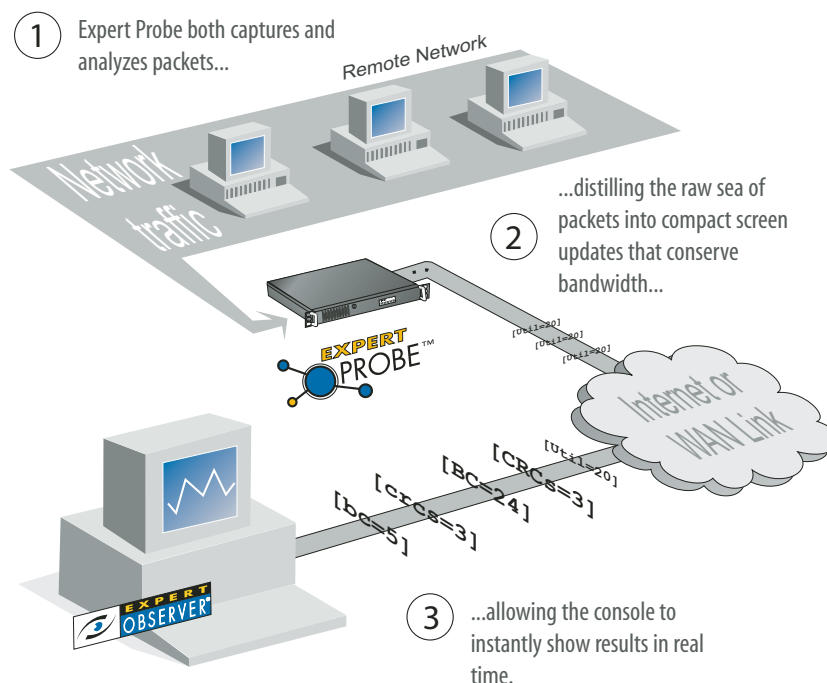 1
Expert Probe both captures and
analyzes packets...
Remote Network
Network
traffic
...distilling the raw sea of
packets into compact screen
updates that conserve
bandwidth...
2
EXPERT
PROBE™
[Util=20]
[Util=20]
[Util=20]
Internet or
WAN Link
[bc=5]
[crcs=3]
[BC=24]
[CRCs=3]
[Util=20]
EXPERT
OBSERVER®
3
...allowing the console to
instantly show results in real
time.